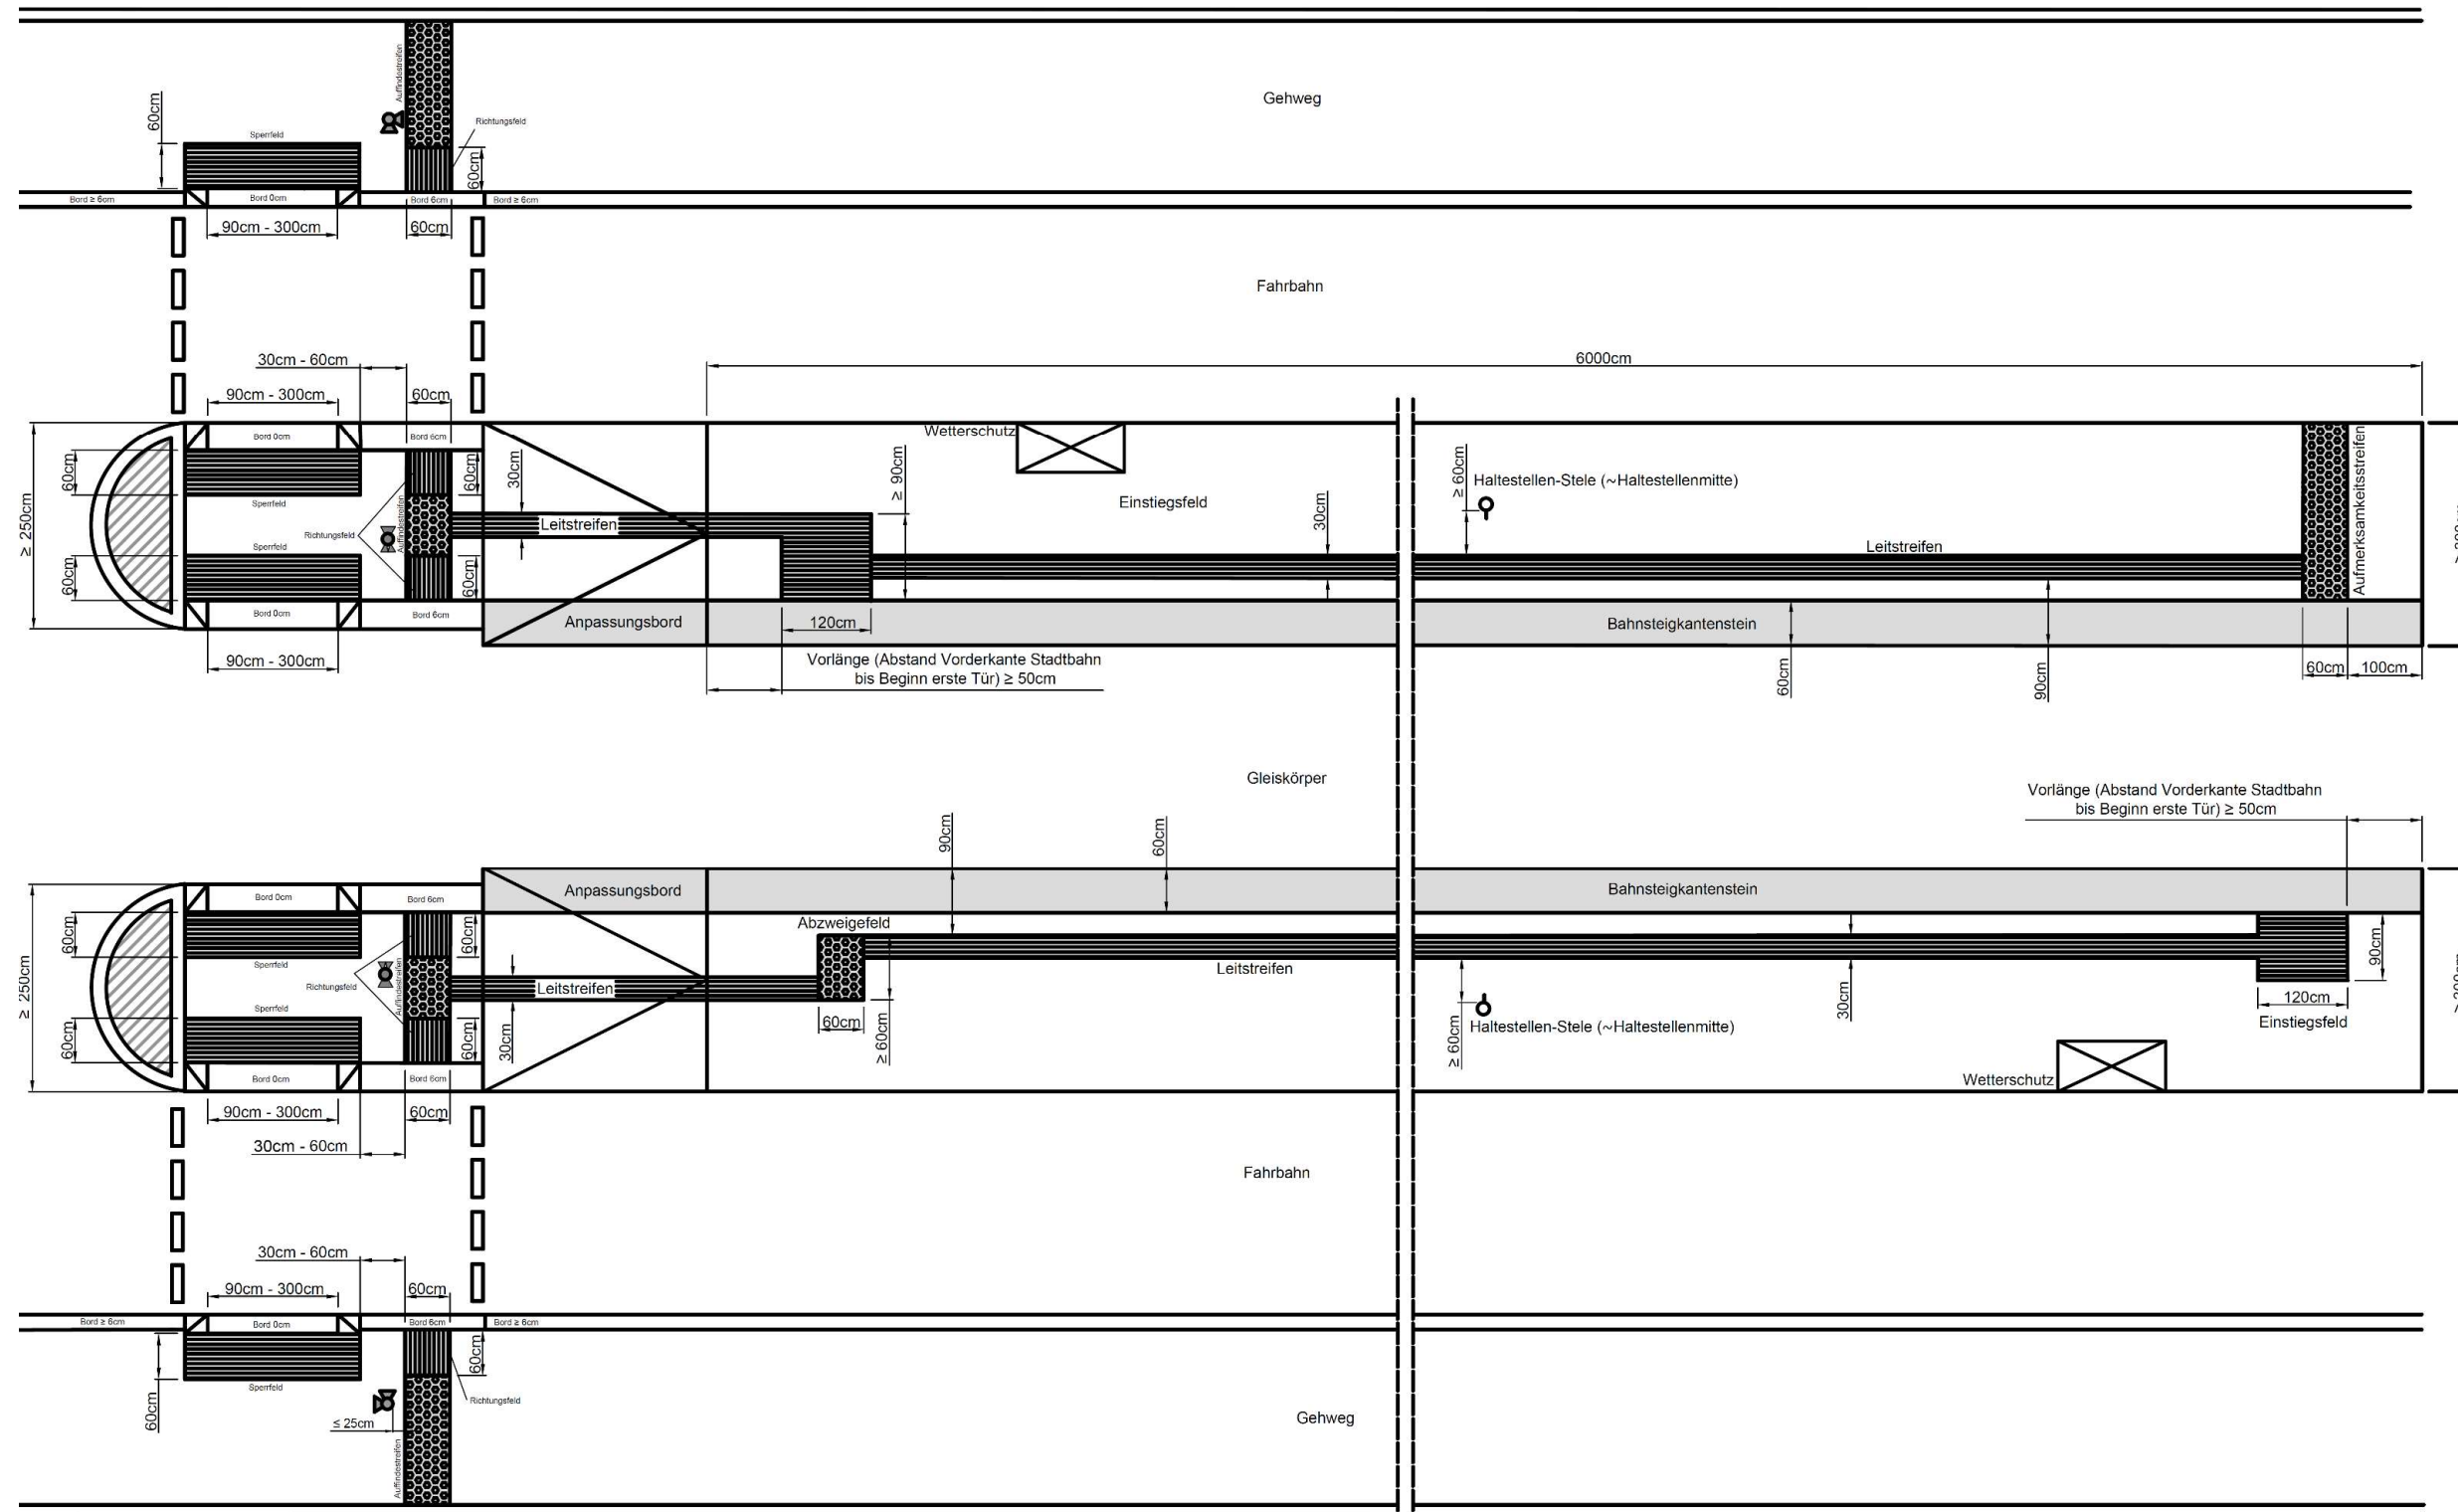 Auffindestreifen
Gehweg
60cm
Sperrfeld
Richtungsfeld
60cm
Bord ≥ 6cm
Bord 0cm
Bord 6cm
Bord ≥ 6cm
90cm - 300cm
60cm
Fahrbahn
30cm - 60cm
6000cm
90cm - 300cm
60cm
Wetterschutz
Bord 0cm
Bord 6cm
≥ 250cm
60cm
60cm
30cm
≥ 90cm
≥ 60cm
Haltestellen-Stele (~Haltestellenmitte)
Aufmerksamkeitsstreifen
Sperrfeld
Einstiegsfeld
30cm
Auffindestreifen
Leitstreifen
Richtungsfeld
Sperrfeld
Leitstreifen
60cm
60cm
Bord 0cm
Bord 6cm
Anpassungsbord
120cm
Bahnsteigkantenstein
90cm - 300cm
Vorlänge (Abstand Vorderkante Stadtbahn
bis Beginn erste Tür) ≥ 50cm
60cm
90cm
60cm
100cm
Gleiskörper
Vorlänge (Abstand Vorderkante Stadtbahn
bis Beginn erste Tür) ≥ 50cm
90cm
60cm
Bord 0cm
Bord 6cm
Anpassungsbord
Bahnsteigkantenstein
≥ 250cm
60cm
60cm
Abzweigefeld
90cm
Sperrfeld
Leitstreifen
Auffindestreifen
Richtungsfeld
Leitstreifen
120cm
Sperrfeld
60cm
60cm
30cm
60cm
≥ 60cm
≥ 60cm
Haltestellen-Stele (~Haltestellenmitte)
30cm
Einstiegsfeld
Bord 0cm
Bord 6cm
Wetterschutz
90cm - 300cm
60cm
30cm - 60cm
Fahrbahn
30cm - 60cm
90cm - 300cm
60cm
Bord ≥ 6cm
Bord 0cm
Bord 6cm
Bord ≥ 6cm
60cm
60cm
Sperrfeld
Richtungsfeld
≤ 25cm
Gehweg
Auffindestreifen